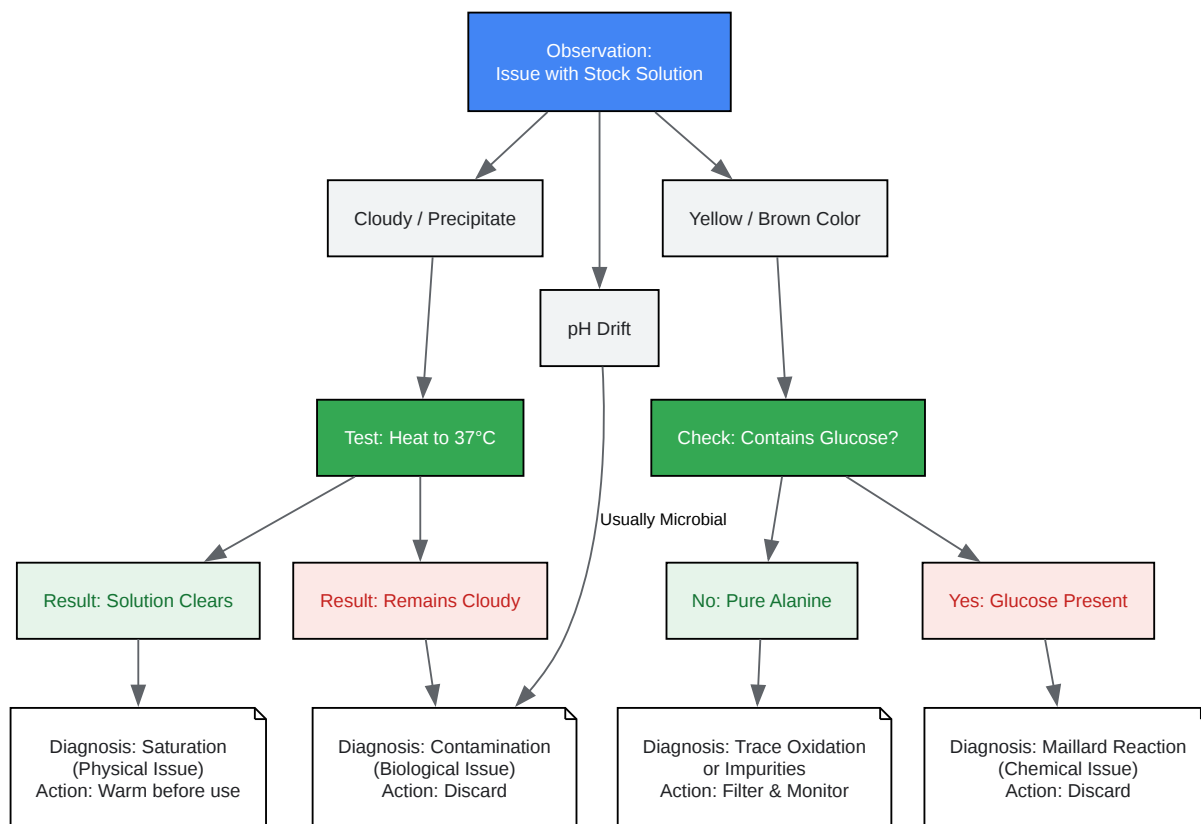 Observation:
Issue with Stock Solution
Cloudy / Precipitate
Yellow / Brown Color
pH Drift
Test: Heat to 37°C
Check: Contains Glucose?
Usually Microbial
Result: Solution Clears
Result: Remains Cloudy
No: Pure Alanine
Yes: Glucose Present
Diagnosis: Saturation
(Physical Issue)
Action: Warm before use
Diagnosis: Contamination
(Biological Issue)
Action: Discard
Diagnosis: Trace Oxidation
or Impurities
Action: Filter & Monitor
Diagnosis: Maillard Reaction
(Chemical Issue)
Action: Discard